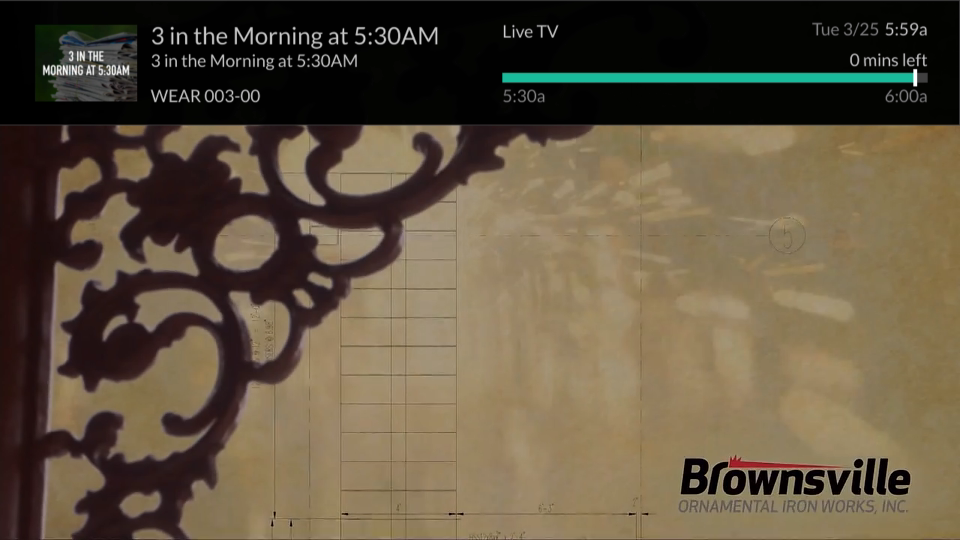 3 IN THE
MORNING AT 5:30AM
3 in the Morning at 5:30AM
3 in the Morning at 5:30AM
WEAR 003-00
Live TV
Tue 3/25 5:59a
0 mins left
5:30a
6:00a
5
Brownsville
ORNAMENTAL IRON WORKS, INC.